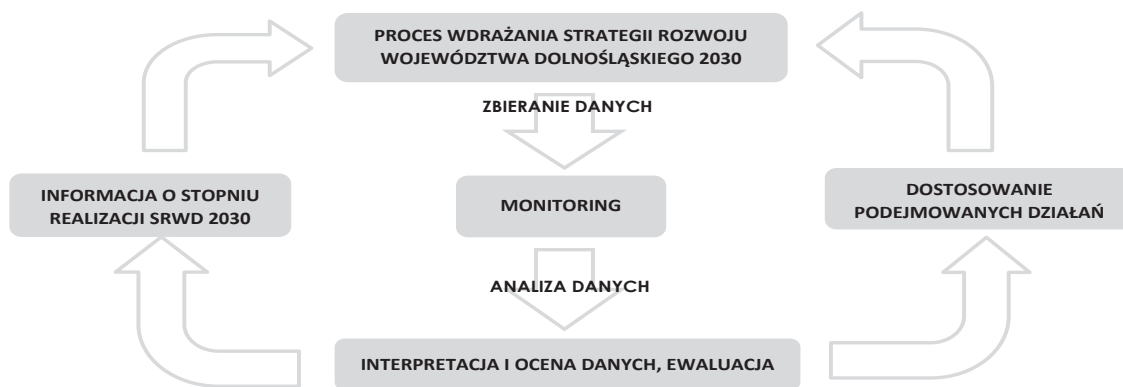 PROCES WDRAŻANIA STRATEGII ROZWOJU
WOJEWÓDZTWA DOLNOŚLĄSKIEGO 2030
ZBIERANIE DANYCH
INFORMACJA O STOPNIU
REALIZACJI SRWD 2030
MONITORING
DOSTOSOWANIE
PODEJMOWANYCH DZIAŁAŃ
ANALIZA DANYCH
INTERPRETACJA I OCENA DANYCH, EWALUACJA